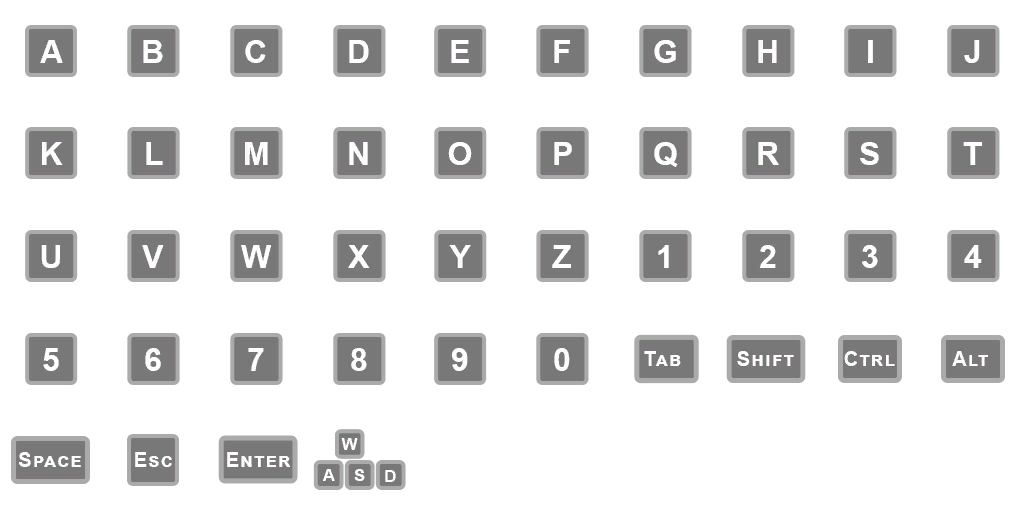 A B C D E F G H I J
K L M N O P Q R S T
U V W X Y Z 1 2 3 4
5 6 7 8 9 0 TAB SHIFT CTRL ALT
SPACE ESC ENTER W
A S D